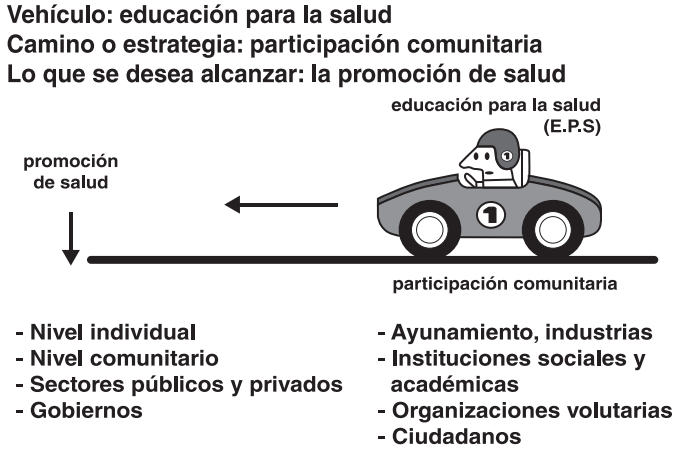 Vehículo: educación para la salud
Camino o estrategia: participación comunitaria
Lo que se desea alcanzar: la promoción de salud
educación para la salud
(E.P.S)
promoción
de salud
1
1
participación comunitaria
- Nivel individual
- Nivel comunitario
- Sectores públicos y privados
- Gobiernos
- Ayunamiento, industrias
- Instituciones sociales y
académicas
- Organizaciones volutarias
- Ciudadanos